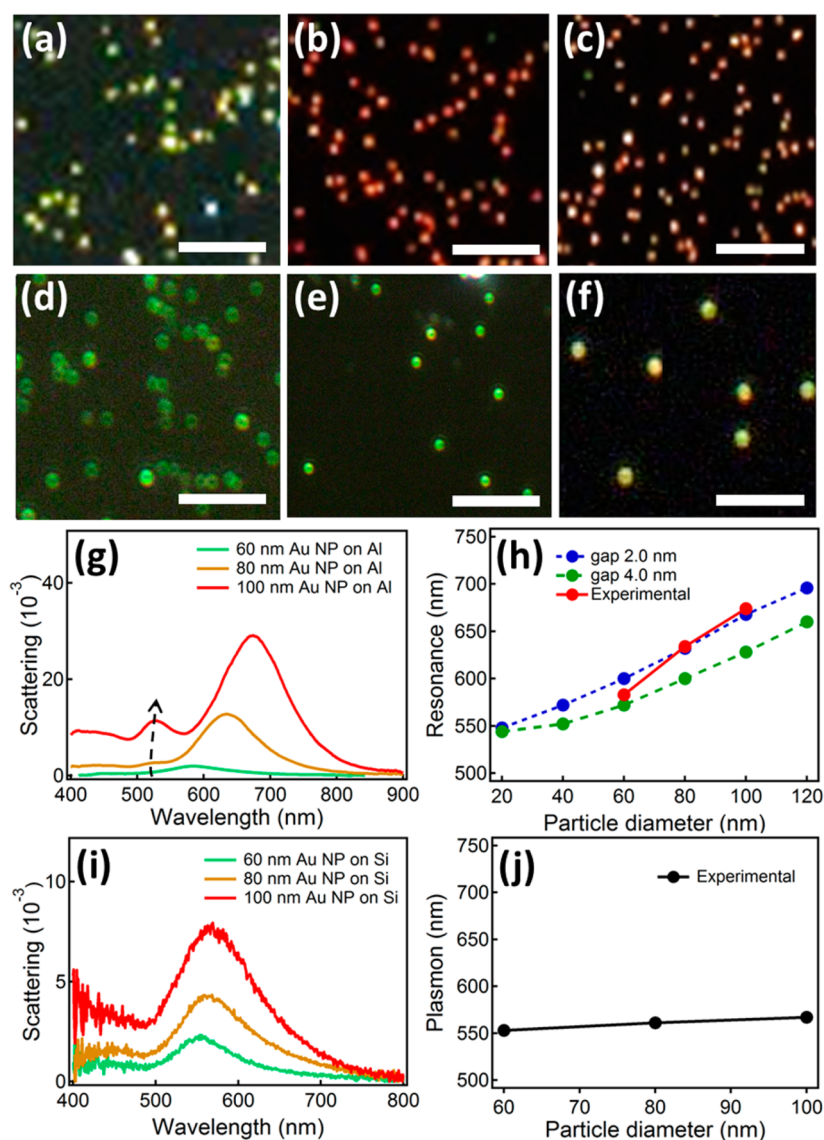 (a)
(b)
(c)
(d)
(e)
(f)
(g)
60 nm Au NP on Al
80 nm Au NP on Al
100 nm Au NP on Al
Scattering (10⁻³)
40
20
0
400 500 600 700 800 900
Wavelength (nm)
(h)
gap 2.0 nm
gap 4.0 nm
Experimental
Resonance (nm)
750
700
650
600
550
500
20 40 60 80 100 120
Particle diameter (nm)
(i)
60 nm Au NP on Si
80 nm Au NP on Si
100 nm Au NP on Si
Scattering (10⁻³)
10
5
0
400 500 600 700 800
Wavelength (nm)
(j)
Experimental
Plasmon (nm)
750
700
650
600
550
500
60 70 80 90 100
Particle diameter (nm)